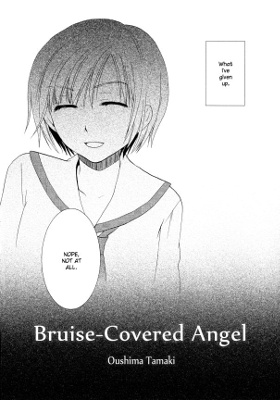 What
I've
given
up.
NOPE,
NOT AT
ALL.
Bruise-Covered Angel
Oushima Tamaki